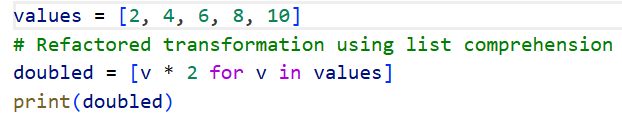 values = [2, 4, 6, 8, 10]
# Refactored transformation using list comprehension
doubled = [v * 2 for v in values]
print(doubled)